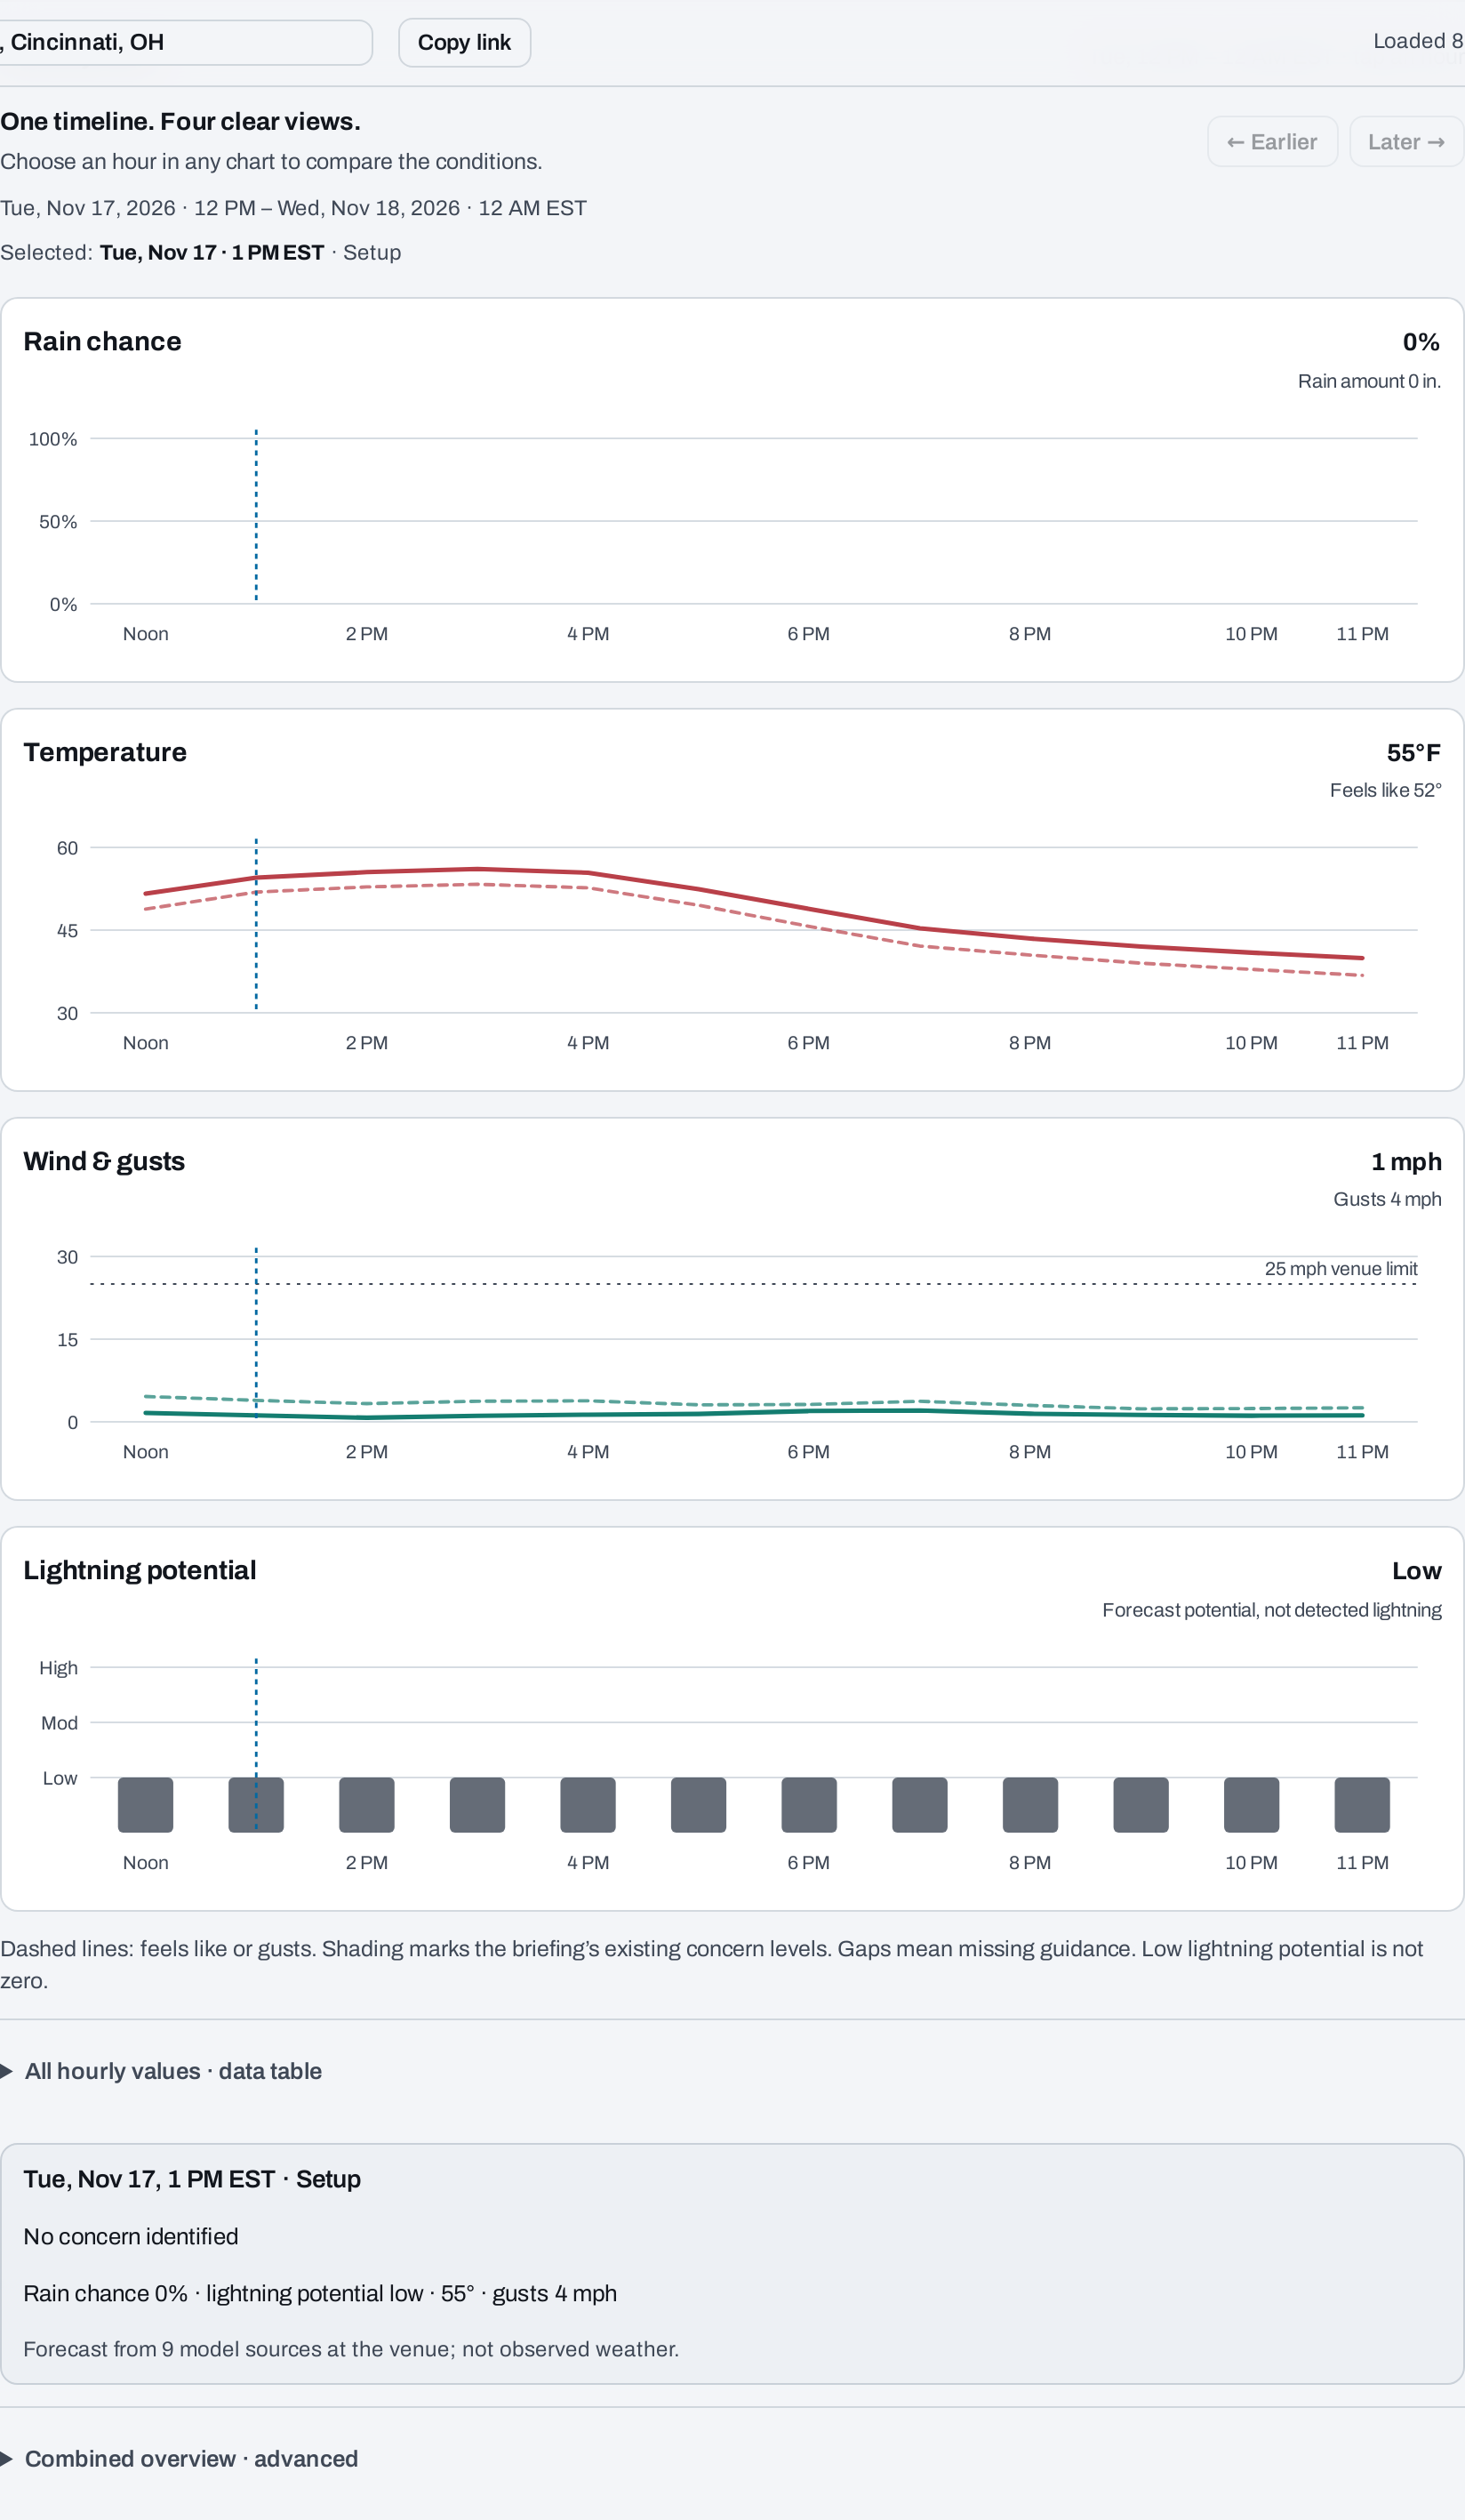 , Cincinnati, OH
Copy link
Loaded 8
One timeline. Four clear views.
Choose an hour in any chart to compare the conditions.
← Earlier
Later →
Tue, Nov 17, 2026 · 12 PM – Wed, Nov 18, 2026 · 12 AM EST
Selected: Tue, Nov 17 · 1 PM EST · Setup
Rain chance
0%
Rain amount 0 in.
100%
50%
0%
Noon 2 PM 4 PM 6 PM 8 PM 10 PM 11 PM
Temperature
55°F
Feels like 52°
60
45
30
Noon 2 PM 4 PM 6 PM 8 PM 10 PM 11 PM
Wind & gusts
1 mph
Gusts 4 mph
30
25 mph venue limit
15
0
Noon 2 PM 4 PM 6 PM 8 PM 10 PM 11 PM
Lightning potential
Low
Forecast potential, not detected lightning
High
Mod
Low
Noon 2 PM 4 PM 6 PM 8 PM 10 PM 11 PM
Dashed lines: feels like or gusts. Shading marks the briefing’s existing concern levels. Gaps mean missing guidance. Low lightning potential is not
zero.
▶ All hourly values · data table
Tue, Nov 17, 1 PM EST · Setup
No concern identified
Rain chance 0% · lightning potential low · 55° · gusts 4 mph
Forecast from 9 model sources at the venue; not observed weather.
▶ Combined overview · advanced